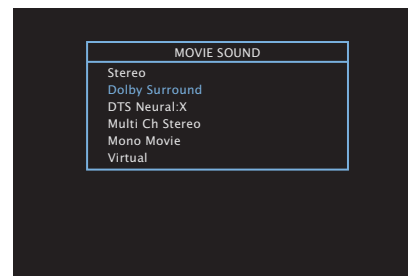 MOVIE SOUND
Stereo
Dolby Surround
DTS Neural:X
Multi Ch Stereo
Mono Movie
Virtual